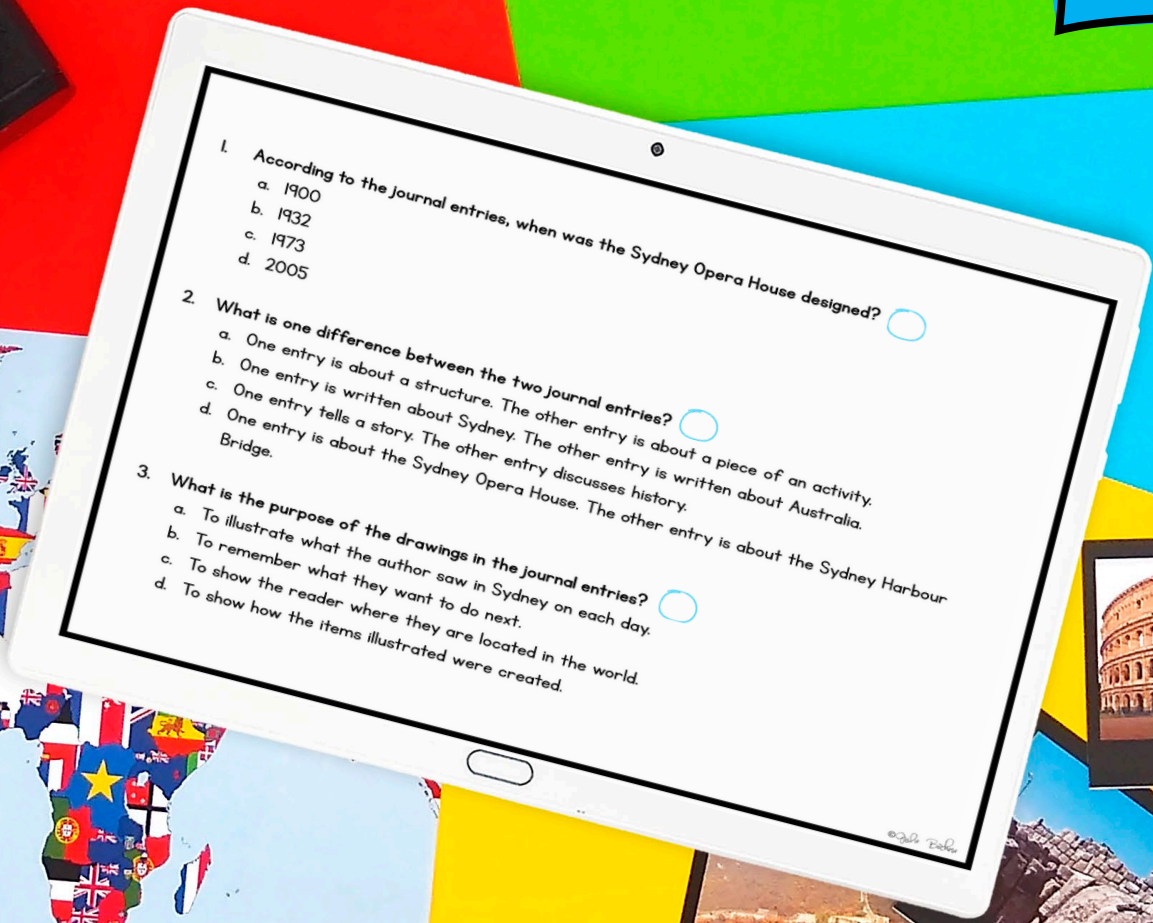 1. According to the journal entries, when was the Sydney Opera House designed?
a. 1900
b. 1932
c. 1973
d. 2005
2. What is one difference between the two journal entries?
a. One entry is about a structure. The other entry is about a piece of an activity.
b. One entry is written about Sydney. The other entry is written about Australia.
c. One entry tells a story. The other entry discusses history.
d. One entry is about the Sydney Opera House. The other entry is about the Sydney Harbour
Bridge.
3. What is the purpose of the drawings in the journal entries?
a. To illustrate what the author saw in Sydney on each day.
b. To remember what they want to do next.
c. To show the reader where they are located in the world.
d. To show how the items illustrated were created.